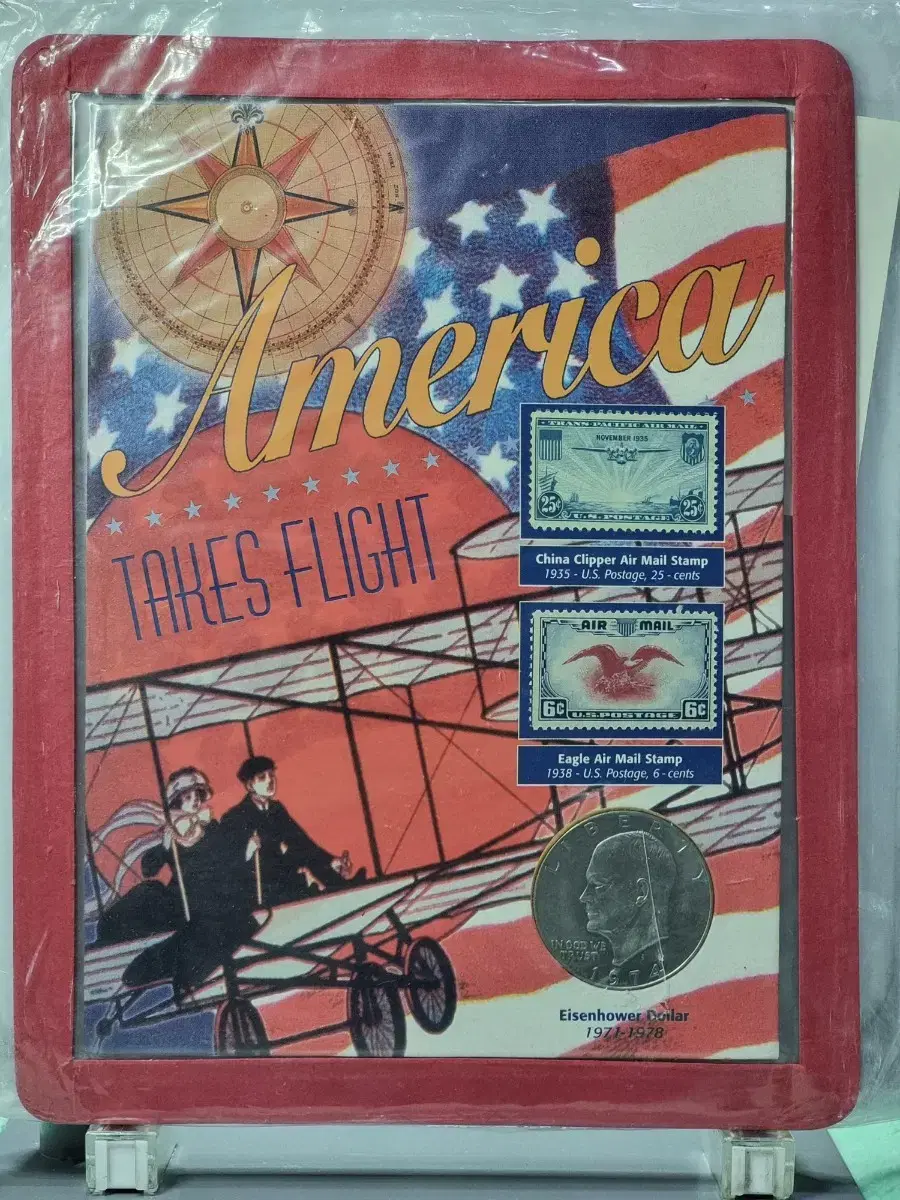 America
TAKES FLIGHT
TRANS-PACIFIC AIR MAIL
NOVEMBER 1935
25¢ 25¢
U.S. POSTAGE
China Clipper Air Mail Stamp
1935 - U.S. Postage, 25 - cents
AIR MAIL
6¢ 6¢
U.S. POSTAGE
Eagle Air Mail Stamp
1938 - U.S. Postage, 6 - cents
LIBERTY
IN GOD WE
TRUST
1974
Eisenhower Dollar
1971-1978